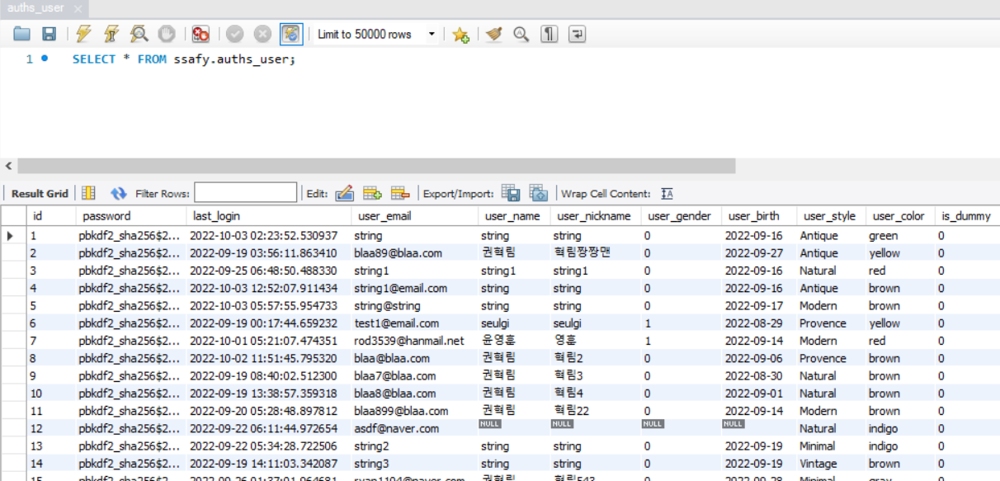 auths_user
Limit to 50000 rows
1 SELECT * FROM ssafy.auths_user;
Result Grid Filter Rows: Edit: Export/Import: Wrap Cell Content:
id password last_login user_email user_name user_nickname user_gender user_birth user_style user_color is_dummy
1 pbkdf2_sha256$2... 2022-10-03 02:23:52.530937 string string string 0 2022-09-16 Antique green 0
2 pbkdf2_sha256$2... 2022-09-19 03:56:11.863410 blaa89@blaa.com 권혁림 혁림짱짱맨 0 2022-09-27 Antique yellow 0
3 pbkdf2_sha256$2... 2022-09-25 06:48:50.488330 string1 string1 string1 0 2022-09-16 Natural red 0
4 pbkdf2_sha256$2... 2022-10-03 12:52:07.911434 string1@email.com string string 0 2022-09-16 Antique brown 0
5 pbkdf2_sha256$2... 2022-10-03 05:57:55.954733 string@string string string 0 2022-09-17 Modern brown 0
6 pbkdf2_sha256$2... 2022-09-19 00:17:44.659232 test1@email.com seulgi seulgi 1 2022-08-29 Provence yellow 0
7 pbkdf2_sha256$2... 2022-10-01 05:21:07.474351 rod3539@hanmail.net 윤영훈 영훈 1 2022-09-14 Modern red 0
8 pbkdf2_sha256$2... 2022-10-02 11:51:45.795320 blaa@blaa.com 권혁림 혁림2 0 2022-09-06 Provence brown 0
9 pbkdf2_sha256$2... 2022-09-19 08:40:02.512300 blaa7@blaa.com 권혁림 혁림3 0 2022-08-30 Natural brown 0
10 pbkdf2_sha256$2... 2022-09-19 13:38:57.359318 blaa8@blaa.com 권혁림 혁림4 0 2022-09-01 Natural brown 0
11 pbkdf2_sha256$2... 2022-09-20 05:28:48.897812 blaa899@blaa.com 권혁림 혁림22 0 2022-09-14 Modern brown 0
12 pbkdf2_sha256$2... 2022-09-22 06:11:44.972654 asdf@naver.com NULL NULL NULL NULL Natural indigo 0
13 pbkdf2_sha256$2... 2022-09-22 05:34:28.722506 string2 string string 0 2022-09-19 Minimal indigo 0
14 pbkdf2_sha256$2... 2022-09-19 14:11:03.342087 string3 string string 0 2022-09-19 Vintage brown 0
15 pbkdf2_sha256$2... 2022-09-26 01:37:01.064681 ryan1104@naver.com 권혁림 혁림543 0 2022-09-28 Minimal gray 0